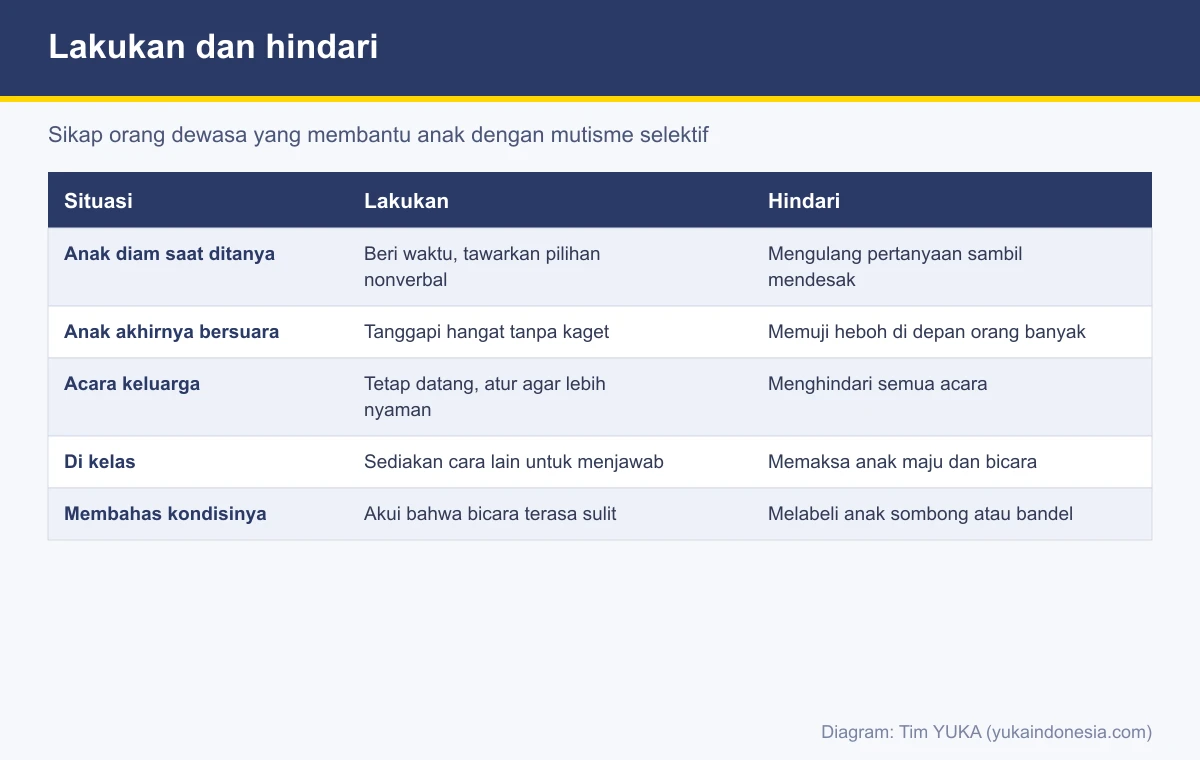 Lakukan dan hindari
Sikap orang dewasa yang membantu anak dengan mutisme selektif
Situasi Lakukan Hindari
Anak diam saat ditanya Beri waktu, tawarkan pilihan nonverbal Mengulang pertanyaan sambil mendesak
Anak akhirnya bersuara Tanggapi hangat tanpa kaget Memuji heboh di depan orang banyak
Acara keluarga Tetap datang, atur agar lebih nyaman Menghindari semua acara
Di kelas Sediakan cara lain untuk menjawab Memaksa anak maju dan bicara
Membahas kondisinya Akui bahwa bicara terasa sulit Melabeli anak sombong atau bandel
Diagram: Tim YUKA (yukaindonesia.com)